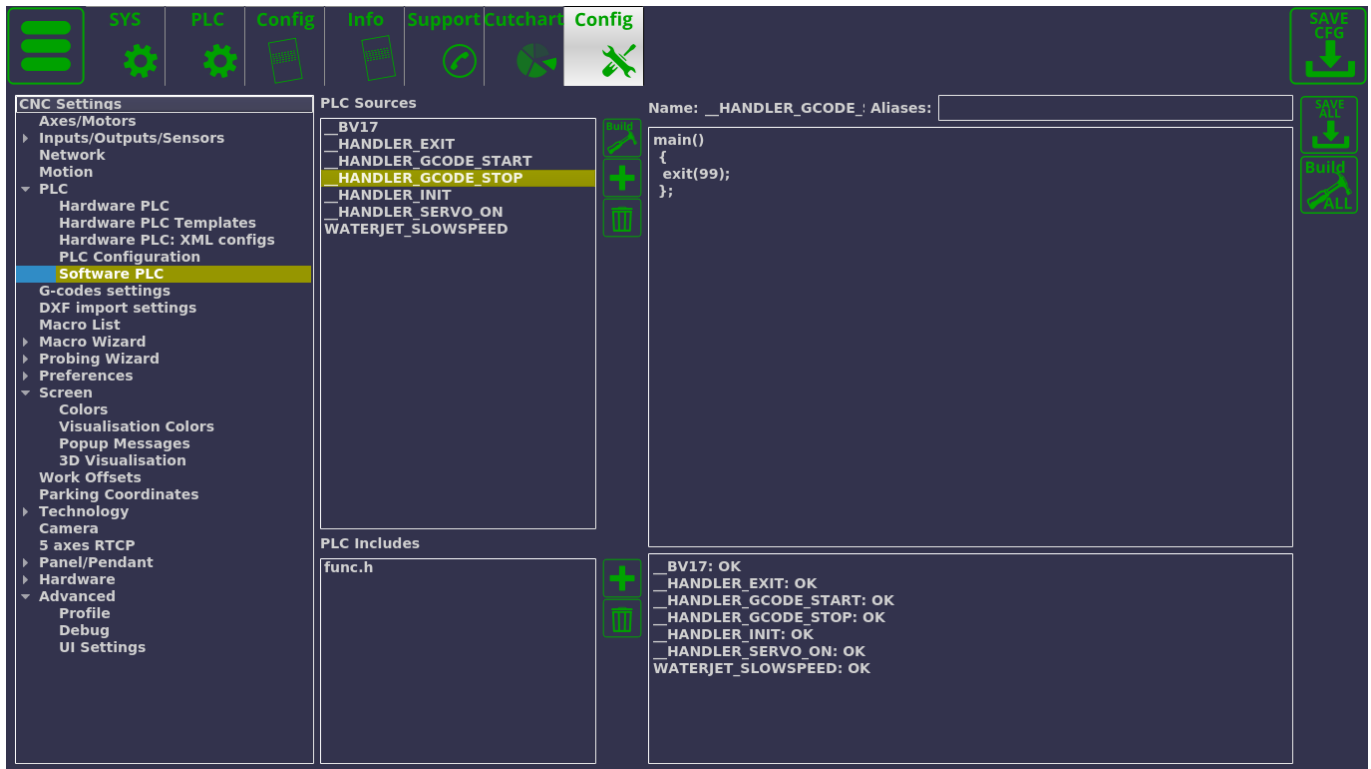 SYS
PLC
Config
Info
Support
Cutchart
Config
SAVE
CFG
CNC Settings
Axes/Motors
Inputs/Outputs/Sensors
Network
Motion
PLC
Hardware PLC
Hardware PLC Templates
Hardware PLC: XML configs
PLC Configuration
Software PLC
G-codes settings
DXF import settings
Macro List
Macro Wizard
Probing Wizard
Preferences
Screen
Colors
Visualisation Colors
Popup Messages
3D Visualisation
Work Offsets
Parking Coordinates
Technology
Camera
5 axes RTCP
Panel/Pendant
Hardware
Advanced
Profile
Debug
UI Settings
PLC Sources
__BV17
__HANDLER_EXIT
__HANDLER_GCODE_START
__HANDLER_GCODE_STOP
__HANDLER_INIT
__HANDLER_SERVO_ON
WATERJET_SLOWSPEED
Build
PLC Includes
func.h
Name: __HANDLER_GCODE_ Aliases:
main()
{
exit(99);
};
__BV17: OK
__HANDLER_EXIT: OK
__HANDLER_GCODE_START: OK
__HANDLER_GCODE_STOP: OK
__HANDLER_INIT: OK
__HANDLER_SERVO_ON: OK
WATERJET_SLOWSPEED: OK
SAVE
ALL
Build
ALL